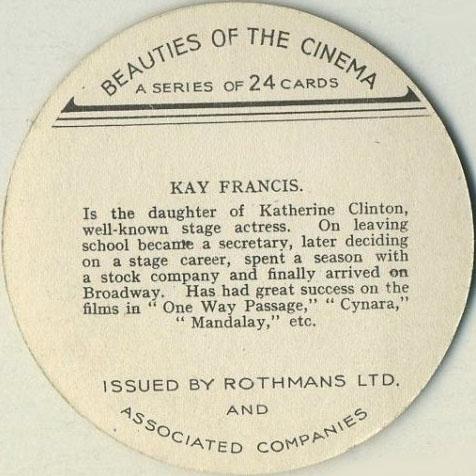 BEAUTIES OF THE CINEMA
A SERIES OF 24 CARDS
KAY FRANCIS.
Is the daughter of Katherine Clinton,
well-known stage actress. On leaving
school became a secretary, later deciding
on a stage career, spent a season with
a stock company and finally arrived on
Broadway. Has had great success on the
films in " One Way Passage," " Cynara,"
" Mandalay," etc.
ISSUED BY ROTHMANS LTD.
AND
ASSOCIATED COMPANIES